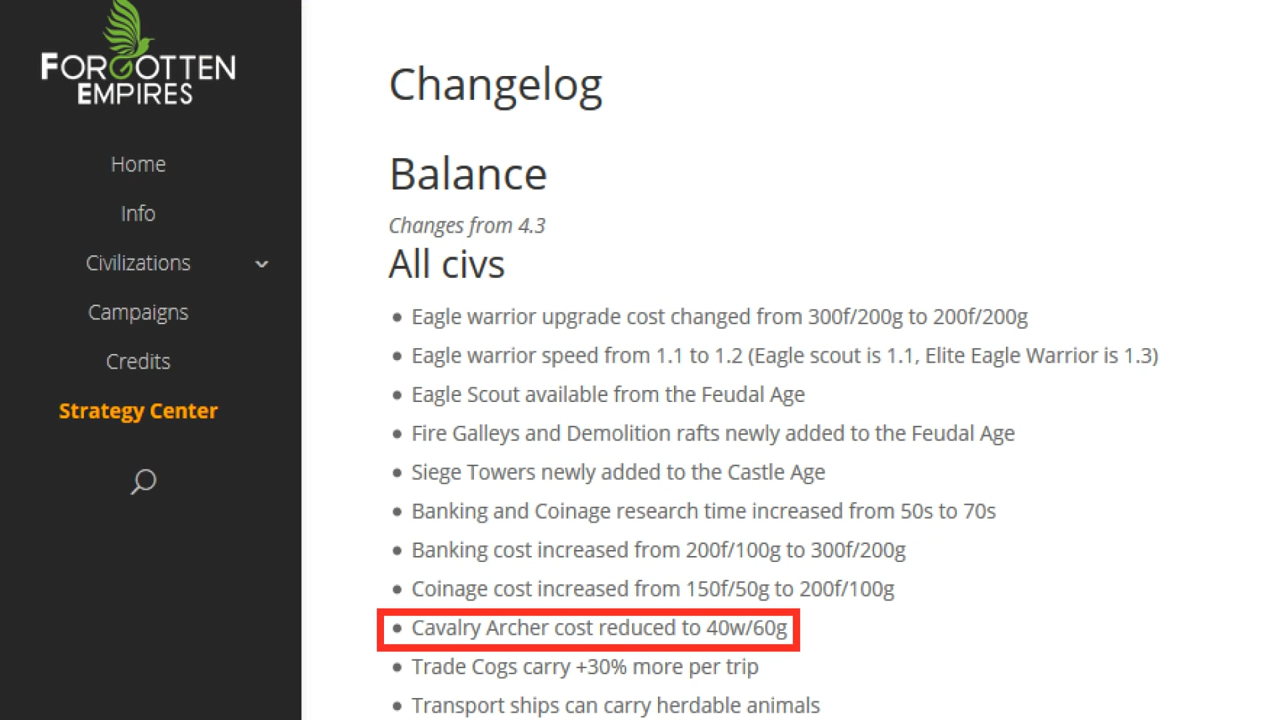 FORGOTTEN
EMPIRES
Home
Info
Civilizations
Campaigns
Credits
Strategy Center
Changelog
Balance
Changes from 4.3
All civs
• Eagle warrior upgrade cost changed from 300f/200g to 200f/200g
• Eagle warrior speed from 1.1 to 1.2 (Eagle scout is 1.1, Elite Eagle Warrior is 1.3)
• Eagle Scout available from the Feudal Age
• Fire Galleys and Demolition rafts newly added to the Feudal Age
• Siege Towers newly added to the Castle Age
• Banking and Coinage research time increased from 50s to 70s
• Banking cost increased from 200f/100g to 300f/200g
• Coinage cost increased from 150f/50g to 200f/100g
• Cavalry Archer cost reduced to 40w/60g
• Trade Cogs carry +30% more per trip
• Transport ships can carry herdable animals